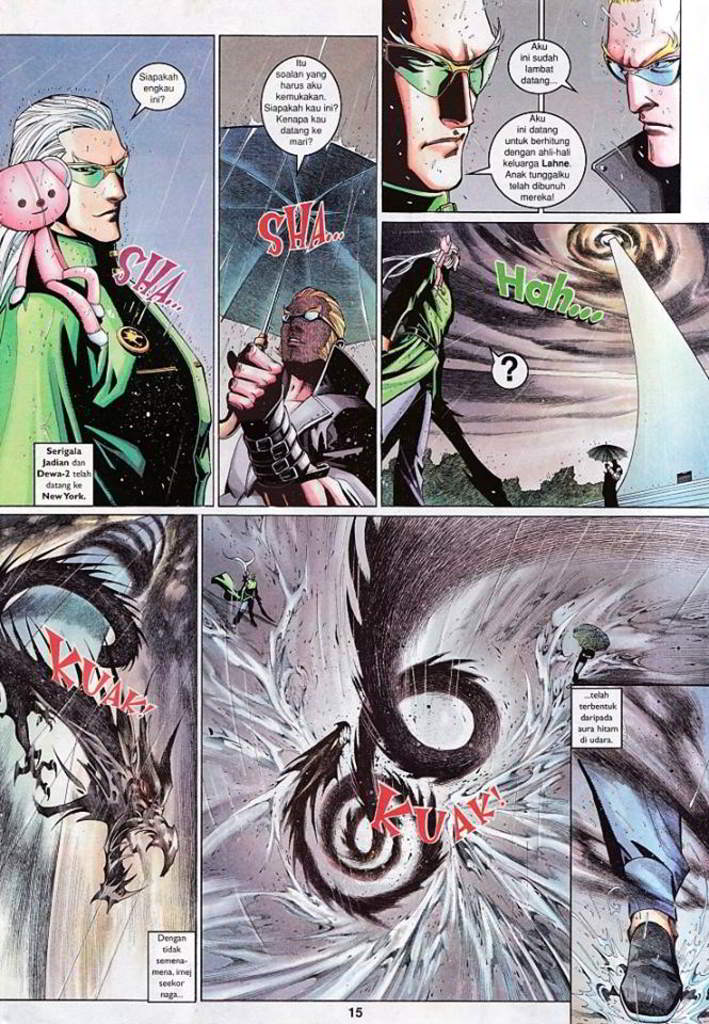 Siapakah
engkau
ini?
SHA...
Serigala
Jadian dan
Dewa-2 telah
datang ke
New York.
Itu
soalan yang
harus aku
kemukakan.
Siapakah kau ini?
Kenapa kau
datang ke
mari?
SHA...
Aku
ini sudah
lambat
datang...
Aku ini datang
untuk berhitung
dengan ahli-hali
keluarga Lahne.
Anak tunggalku
telah dibunuh
mereka!
Hah...
?
KUAK!
Dengan
tidak
semena-
mena, imej
seekor
naga...
KUAK!
...telah
terbentuk
daripada
aura hitam
di udara.
15